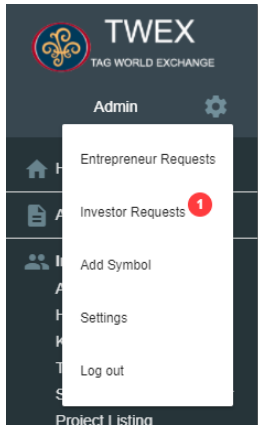 TWEX
TAG WORLD EXCHANGE
Admin
Entrepreneur Requests
Investor Requests 1
Add Symbol
Settings
Log out
Project Listing